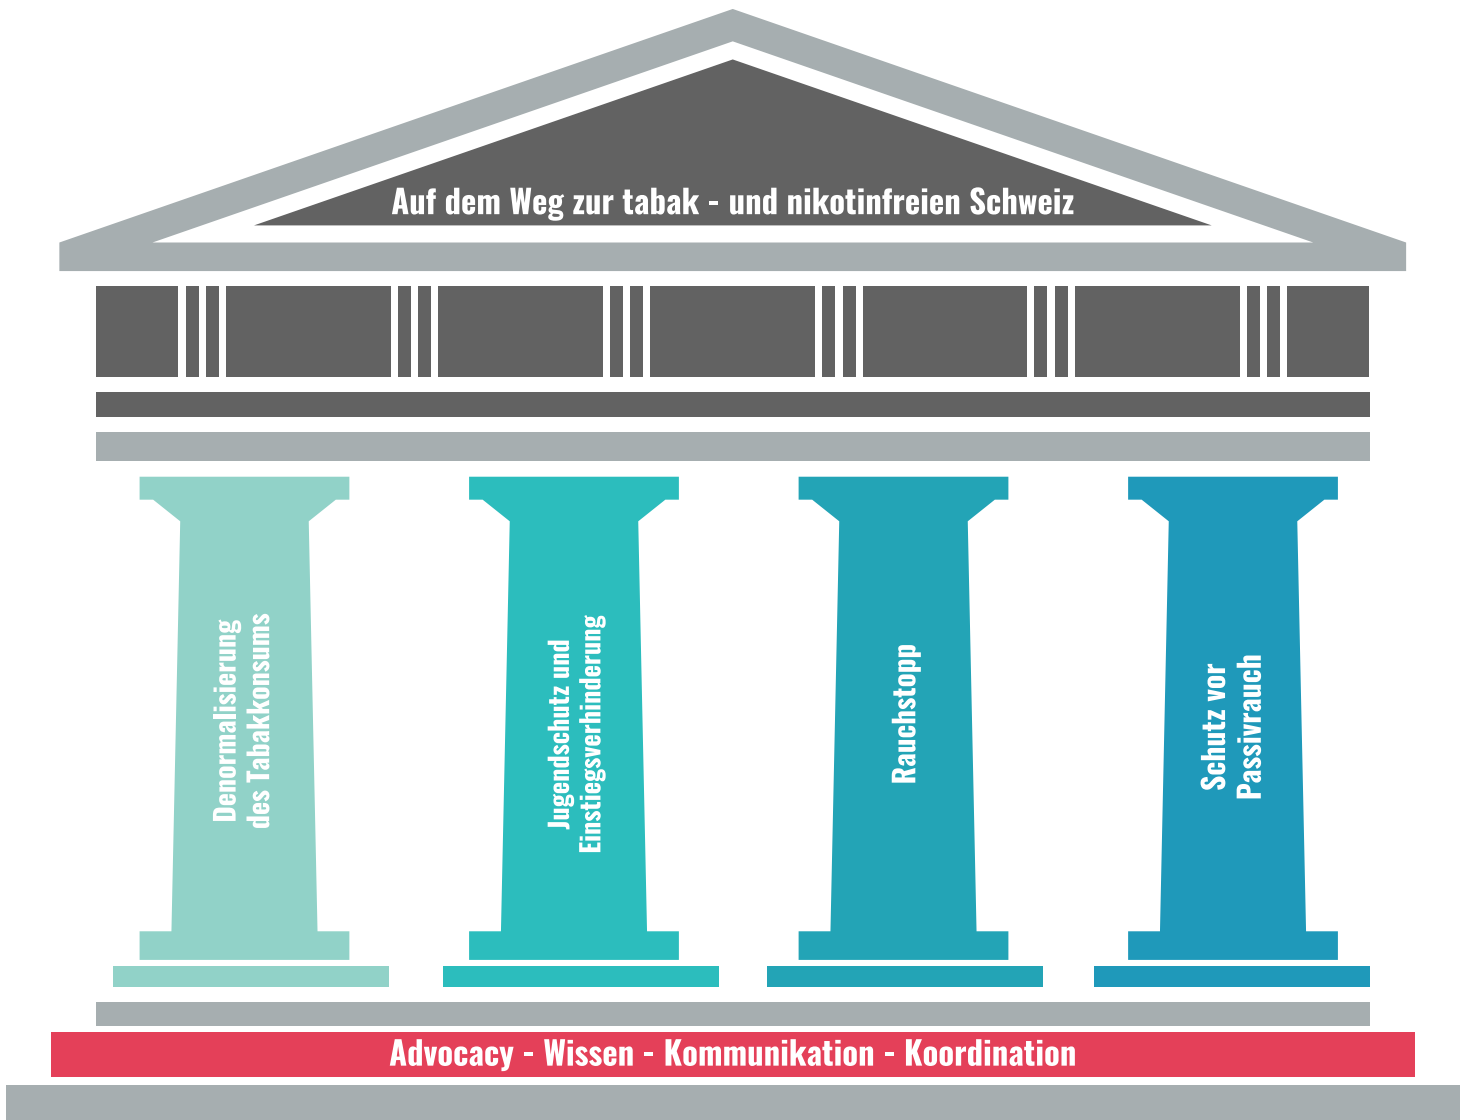 Auf dem Weg zur tabak - und nikotinfreien Schweiz
Denormalisierung
des Tabakkonsums
Jugendschutz und
Einstiegsverhinderung
Rauchstopp
Schutz vor
Passivrauch
Advocacy - Wissen - Kommunikation - Koordination